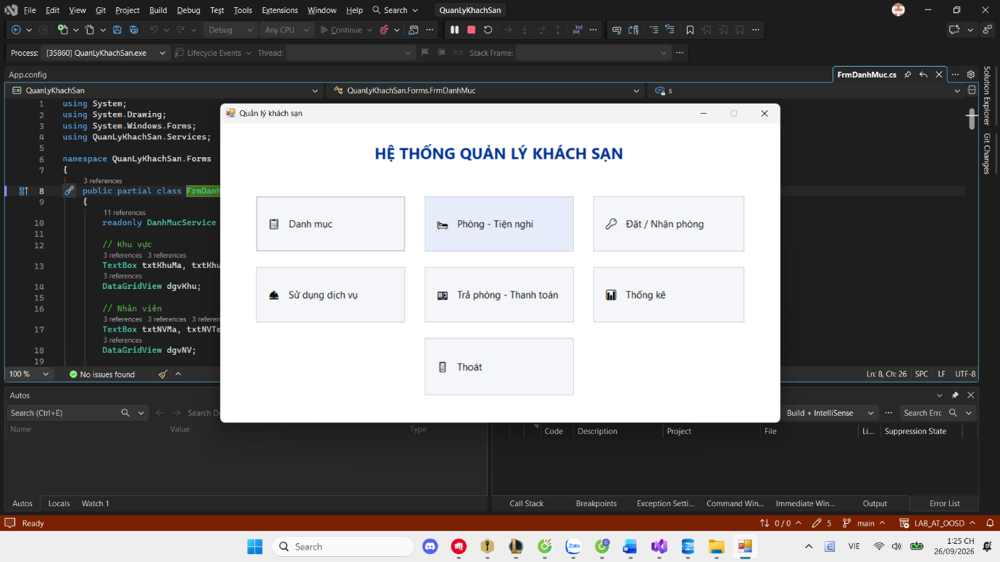 File Edit View Git Project Build Debug Test Tools Extensions Window Help Search QuanLyKhachSan
Debug Any CPU Continue
Process: [35860] QuanLyKhachSan.exe Lifecycle Events Thread: Stack Frame:
App.config FrmDanhMuc.cs
QuanLyKhachSan QuanLyKhachSan.Forms.FrmDanhMuc s
1 using System;
2 using System.Drawing;
3 using System.Windows.Forms;
4 using QuanLyKhachSan.Services;
5
6 namespace QuanLyKhachSan.Forms
7 {
3 references
8 public partial class FrmDanh
9 {
11 references
10 readonly DanhMucService
11
12 // Khu vực
3 references | 3 references
13 TextBox txtKhuMa, txtKhu
3 references
14 DataGridView dgvKhu;
15
16 // Nhân viên
3 references | 3 references | 3 referen
17 TextBox txtNVMa, txtNVTe
3 references
18 DataGridView dgvNV;
19
Quản lý khách sạn
HỆ THỐNG QUẢN LÝ KHÁCH SẠN
Danh mục
Phòng - Tiện nghi
Đặt / Nhận phòng
Sử dụng dịch vụ
Trả phòng - Thanh toán
Thống kê
Thoát
100 % No issues found Ln: 8, Ch: 26 SPC LF UTF-8
Solution Explorer
Git Changes
Autos
Search (Ctrl+E) Build + IntelliSense
Name Value Type
Code Description Project File Li... Suppression State
Autos Locals Watch 1
Call Stack Breakpoints Exception Setti... Command Win... Immediate Win... Output Error List
Ready 0 / 0 5 main LAB_AT_OOSD
Search VIE 1:25 CH
26/09/2026